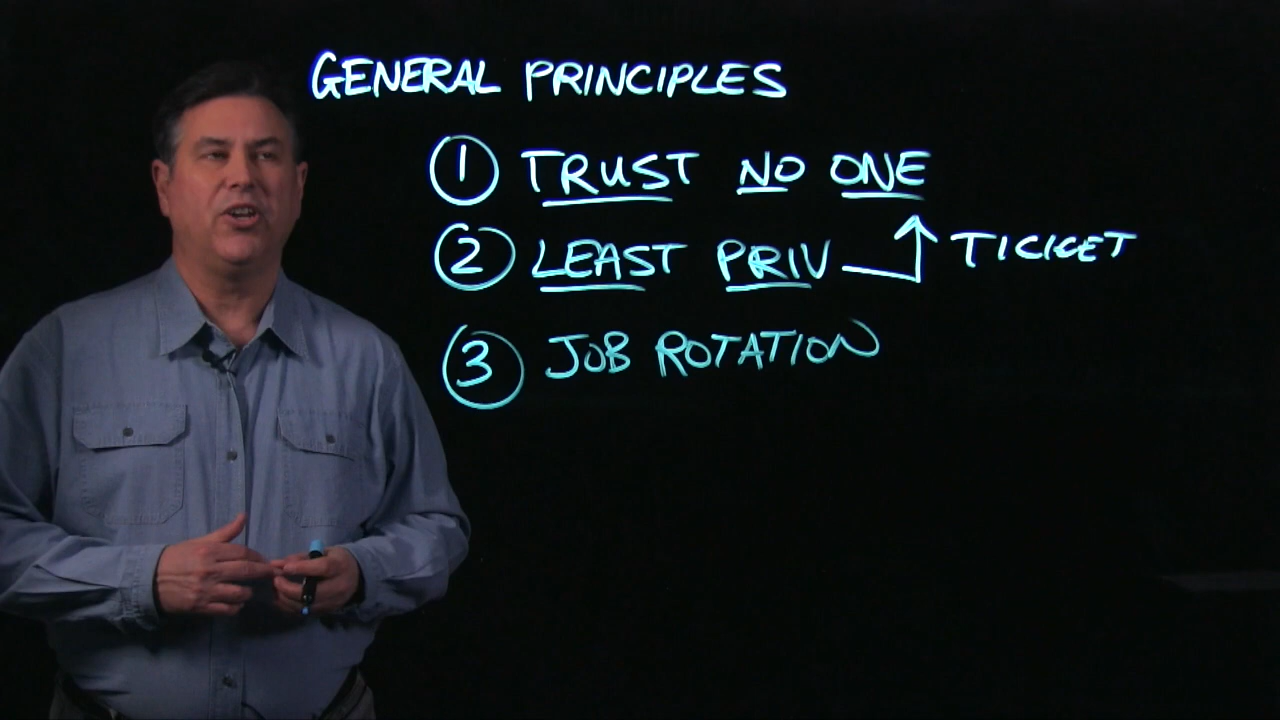 GENERAL PRINCIPLES
① TRUST NO ONE
② LEAST PRIV ↑ TICKET
③ JOB ROTATION